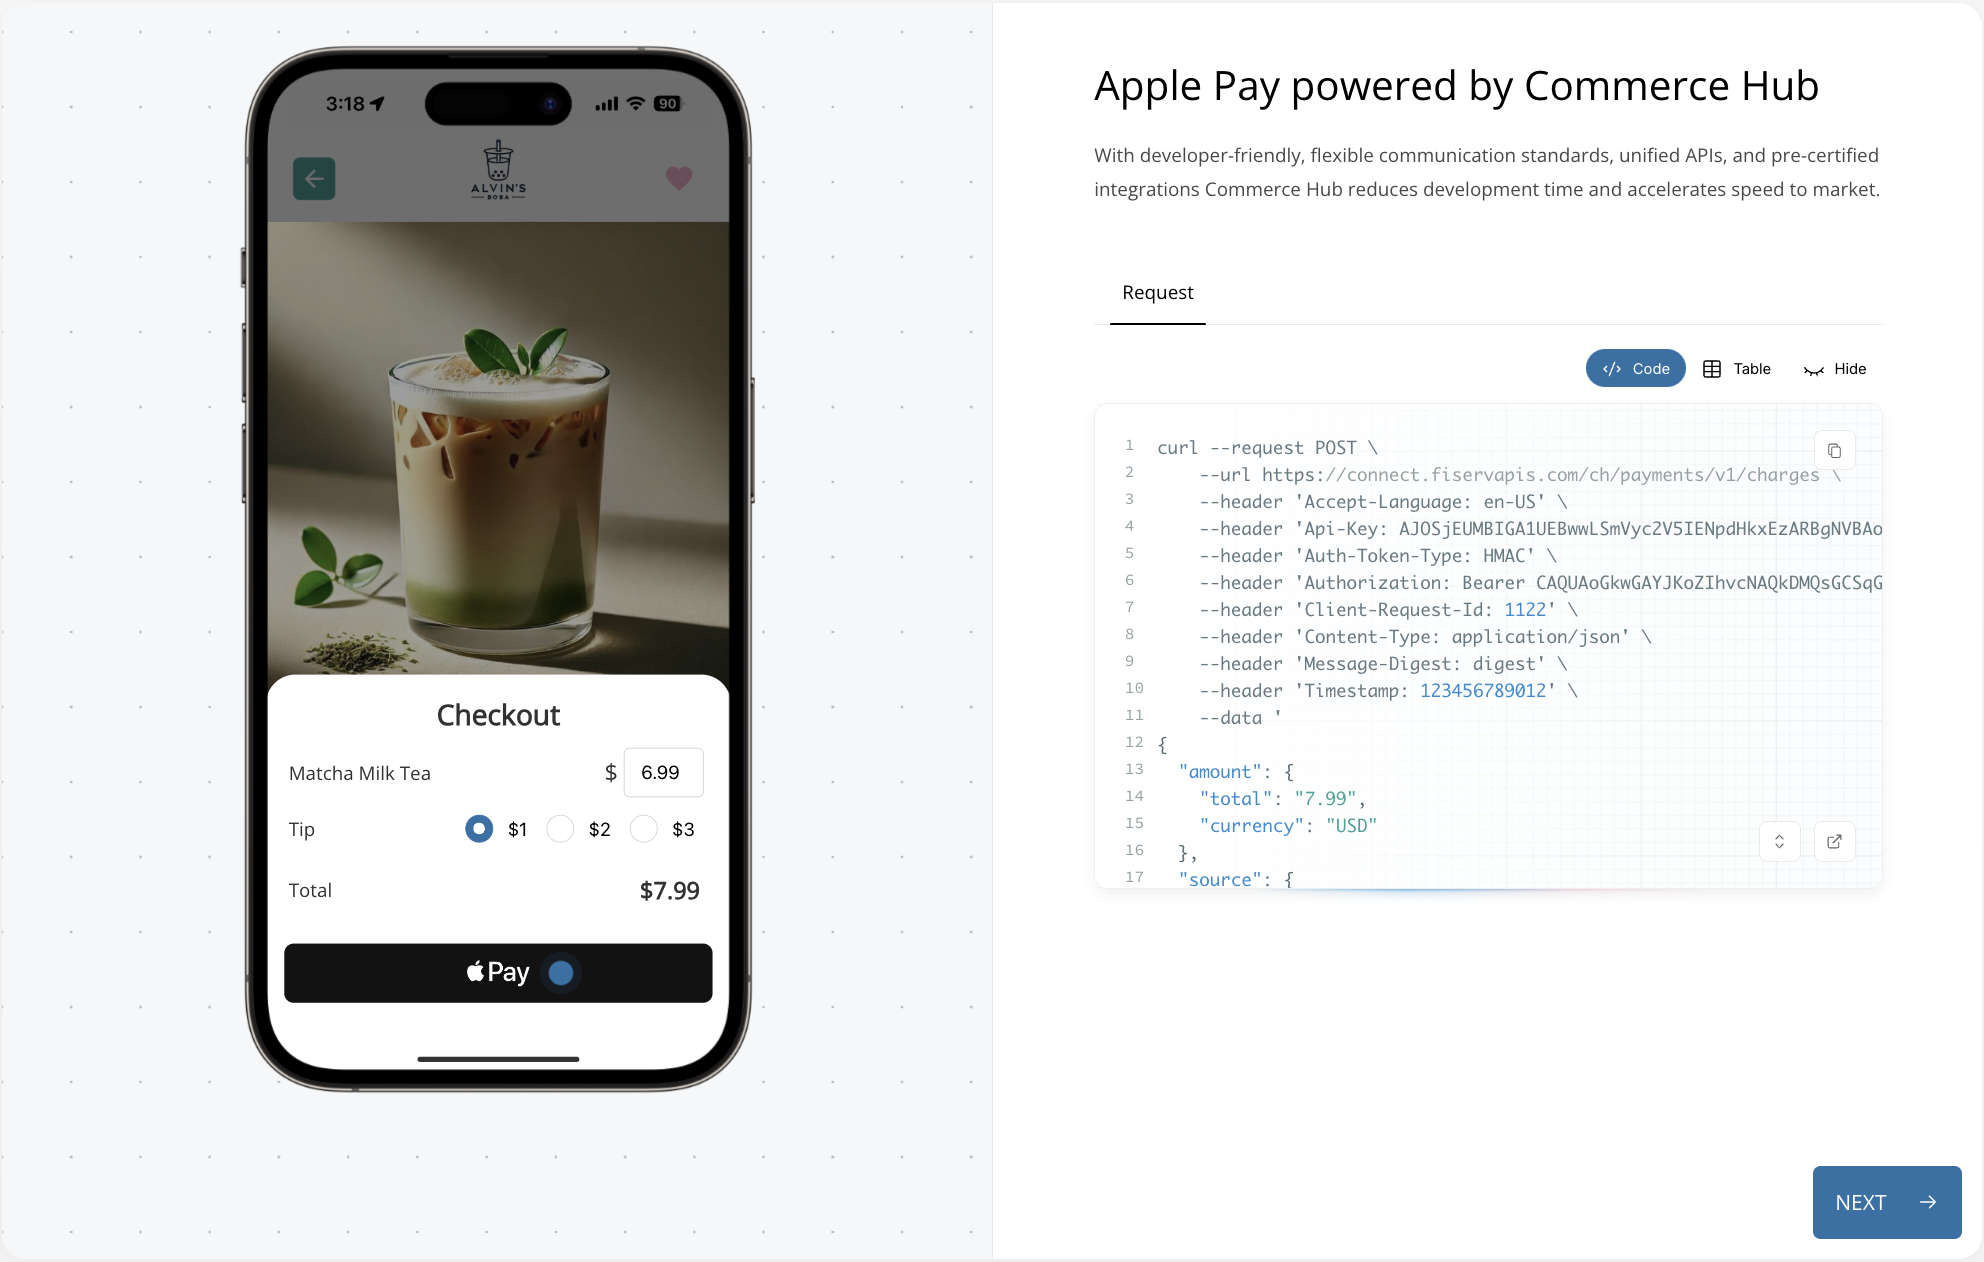 3:18
90
ALVIN'S
BOBA
Checkout
Matcha Milk Tea
$ 6.99
Tip
$1
$2
$3
Total
$7.99
Pay
Apple Pay powered by Commerce Hub
With developer-friendly, flexible communication standards, unified APIs, and pre-certified
integrations Commerce Hub reduces development time and accelerates speed to market.
Request
</> Code
Table
Hide
1 curl --request POST \
2 --url https://connect.fiservapis.com/ch/payments/v1/charges \
3 --header 'Accept-Language: en-US' \
4 --header 'Api-Key: AJOSjEUMBIGA1UEBwwLSmVyc2V5IENpdHkxEzARBgNVBAo
5 --header 'Auth-Token-Type: HMAC' \
6 --header 'Authorization: Bearer CAQUAoGkwGAYJKoZIhvcNAQkDMQsGCSqG
7 --header 'Client-Request-Id: 1122' \
8 --header 'Content-Type: application/json' \
9 --header 'Message-Digest: digest' \
10 --header 'Timestamp: 123456789012' \
11 --data '
12 {
13 "amount": {
14 "total": "7.99",
15 "currency": "USD"
16 },
17 "source": {
NEXT